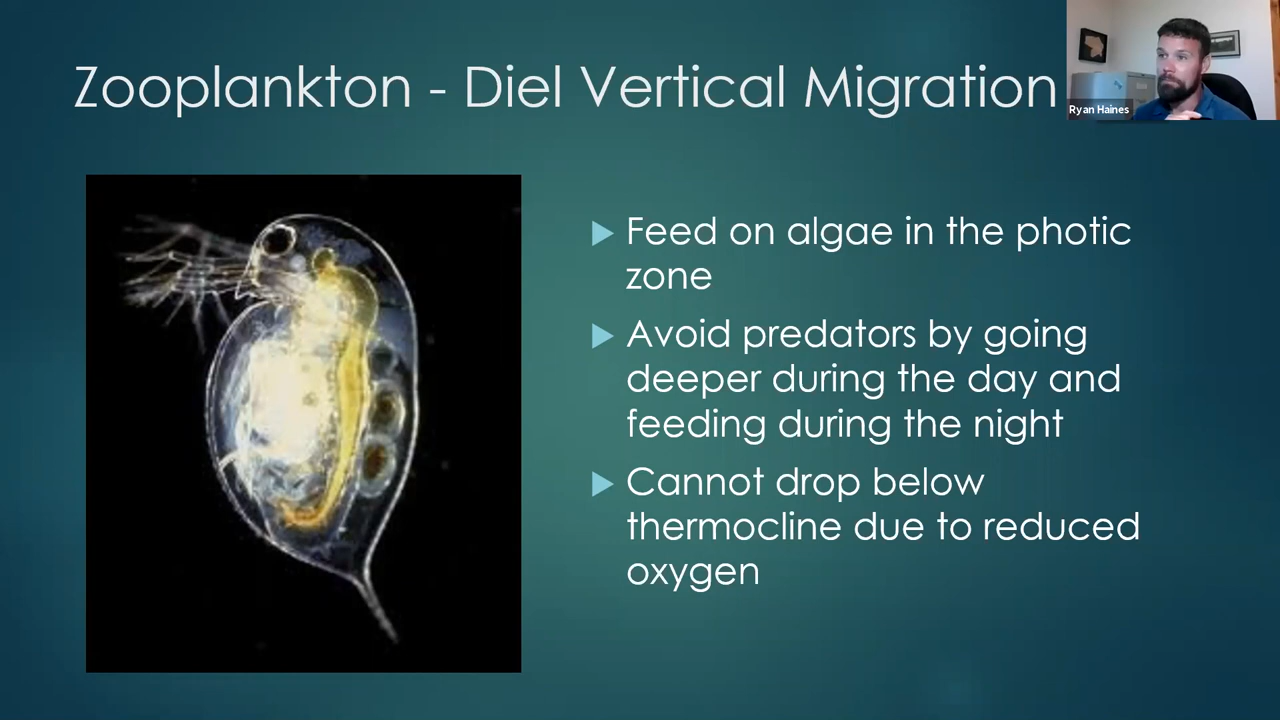 Zooplankton - Diel Vertical Migration
Ryan Haines
Feed on algae in the photic
zone
Avoid predators by going
deeper during the day and
feeding during the night
Cannot drop below
thermocline due to reduced
oxygen